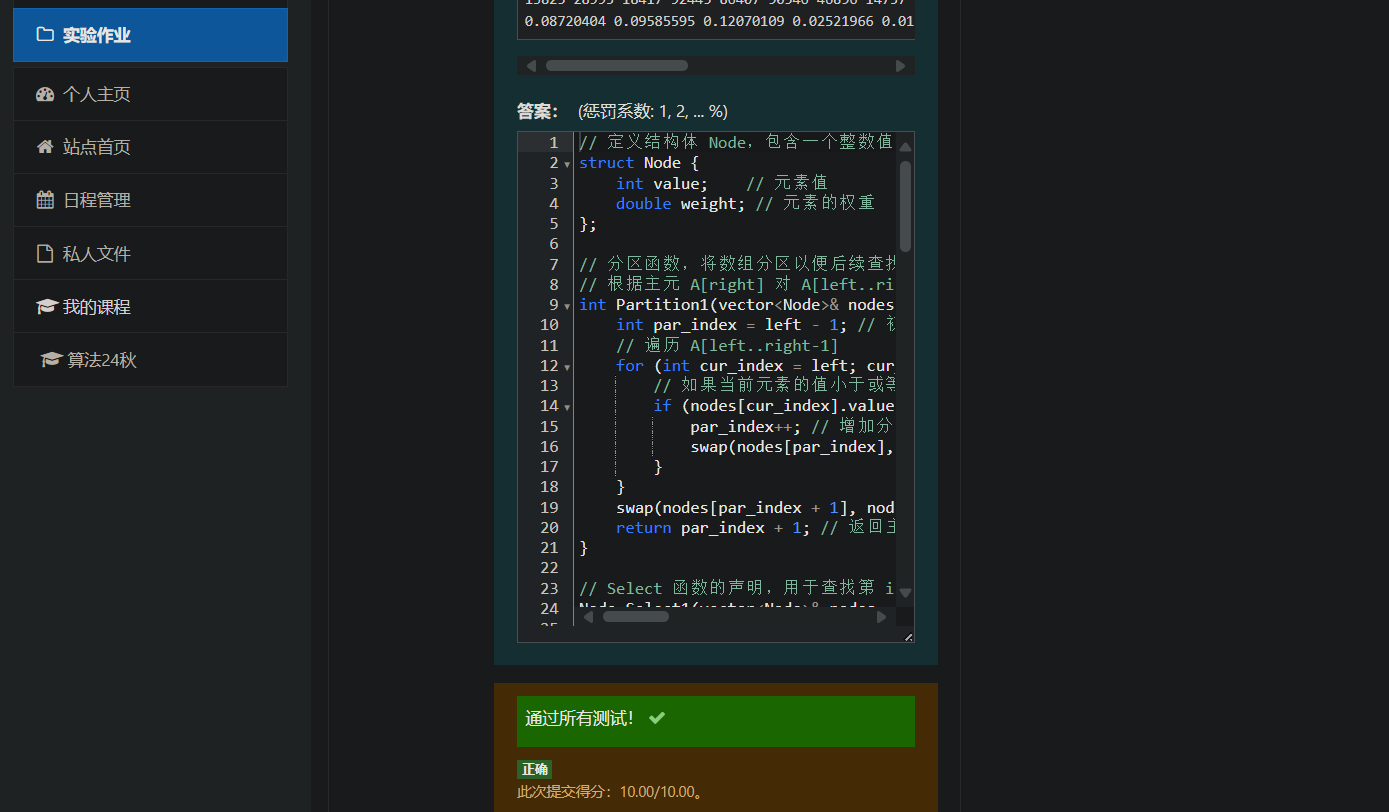 实验作业
个人主页
站点首页
日程管理
私人文件
我的课程
算法24秋
0.08720404 0.09585595 0.12070109 0.02521966 0.01
答案： (惩罚系数: 1, 2, ... %)
1 // 定义结构体 Node，包含一个整数值
2 struct Node {
3 int value; // 元素值
4 double weight; // 元素的权重
5 };
6
7 // 分区函数，将数组分区以便后续查找
8 // 根据主元 A[right] 对 A[left..ri
9 int Partition1(vector<Node>& nodes
10 int par_index = left - 1; //
11 // 遍历 A[left..right-1]
12 for (int cur_index = left; cur_
13 // 如果当前元素的值小于或等
14 if (nodes[cur_index].value
15 par_index++; // 增加分
16 swap(nodes[par_index],
17 }
18 }
19 swap(nodes[par_index + 1], nod
20 return par_index + 1; // 返回主
21 }
22
23 // Select 函数的声明，用于查找第 i
24 Node Select1(vector<Node>& nodes
通过所有测试！
正确
此次提交得分：10.00/10.00。